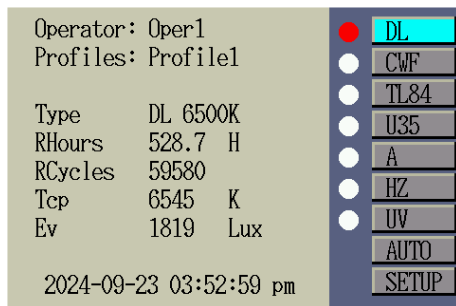 Operator: Oper1
Profiles: Profile1
Type DL 6500K
RHours 528.7 H
RCycles 59580
Tcp 6545 K
Ev 1819 Lux
2024-09-23 03:52:59 pm
DL
CWF
TL84
U35
A
HZ
UV
AUTO
SETUP